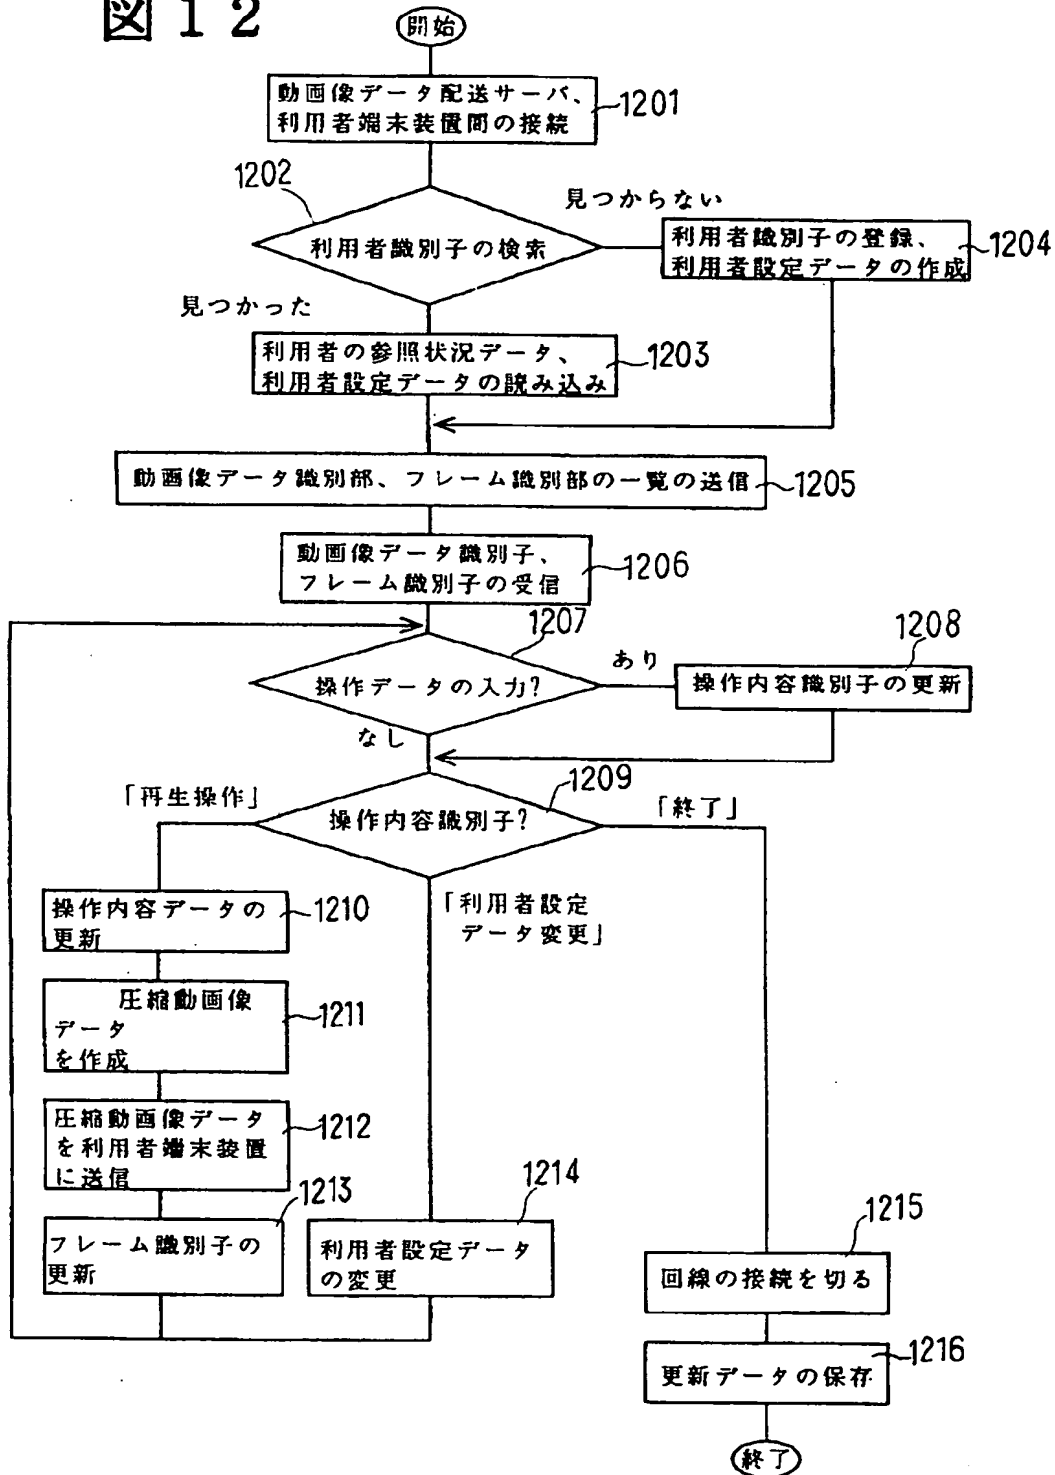 図12
開始
動画像データ配送サーバ、
利用者端末装置間の接続
1201
1202
利用者識別子の検索
見つからない
利用者識別子の登録、
利用者設定データの作成
1204
見つかった
利用者の参照状況データ、
利用者設定データの読み込み
1203
動画像データ識別部、フレーム識別部の一覧の送信
1205
動画像データ識別子、
フレーム識別子の受信
1206
1207
操作データの入力?
あり
1208
操作内容識別子の更新
なし
1209
操作内容識別子?
「再生操作」
「終了」
「利用者設定
データ変更」
操作内容データの
更新
1210
圧縮動画像
データ
を作成
1211
圧縮動画像データ
を利用者端末装置
に送信
1212
1213
フレーム識別子の
更新
1214
利用者設定データ
の変更
1215
回線の接続を切る
1216
更新データの保存
終了